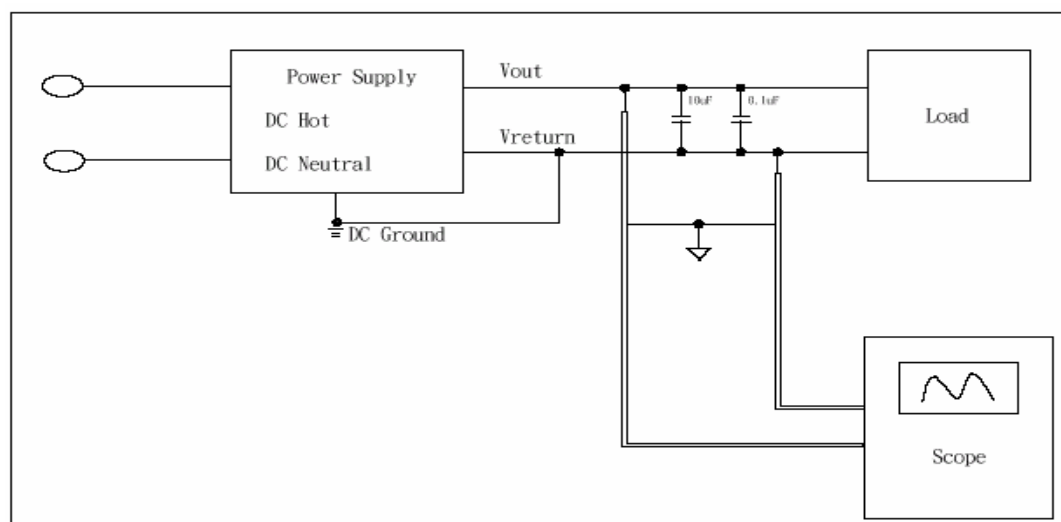 Power Supply
DC Hot
DC Neutral
DC Ground
Vout
Vreturn
10uF
0.1uF
Load
Scope